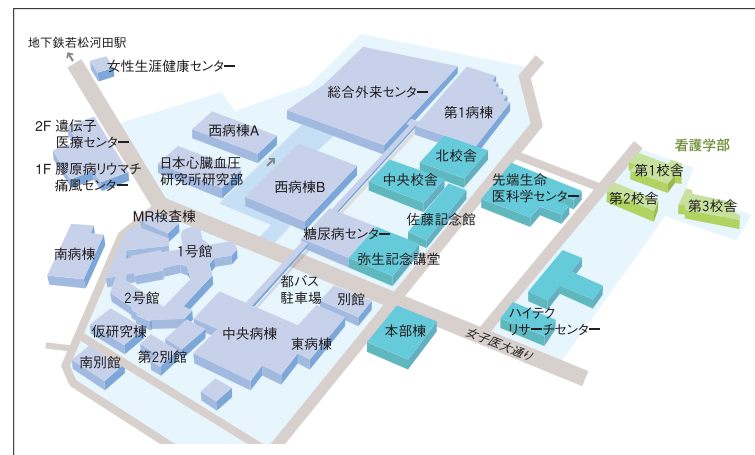 地下鉄若松河田駅
女性生涯健康センター
総合外来センター
第1病棟
2F 遺伝子
医療センター
西病棟A
1F 膠原病リウマチ
痛風センター
日本心臓血圧
研究所研究部
西病棟B
北校舎
中央校舎
先端生命
医科学センター
看護学部
第1校舎
第2校舎
第3校舎
佐藤記念館
MR検査棟
糖尿病センター
弥生記念講堂
南病棟
1号館
2号館
都バス
駐車場
別館
仮研究棟
中央病棟
東病棟
本部棟
ハイテク
リサーチセンター
女子医大通り
南別館
第2別館